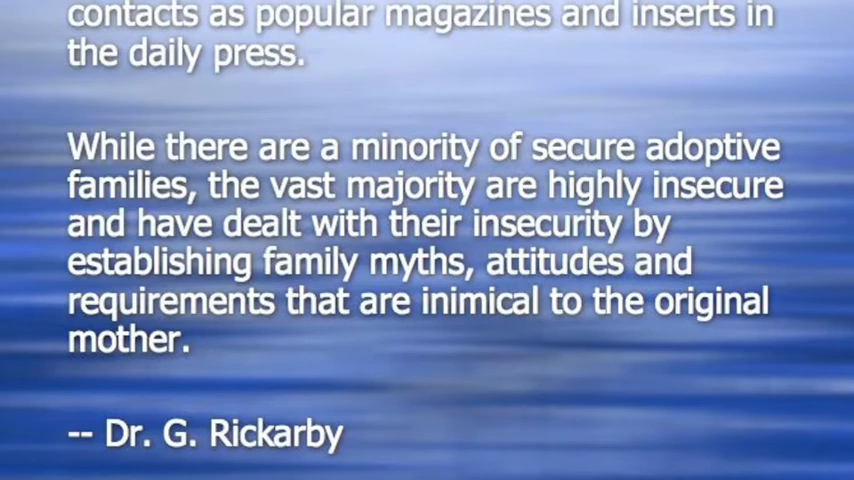 contacts as popular magazines and inserts in
the daily press.
While there are a minority of secure adoptive
families, the vast majority are highly insecure
and have dealt with their insecurity by
establishing family myths, attitudes and
requirements that are inimical to the original
mother.
-- Dr. G. Rickarby